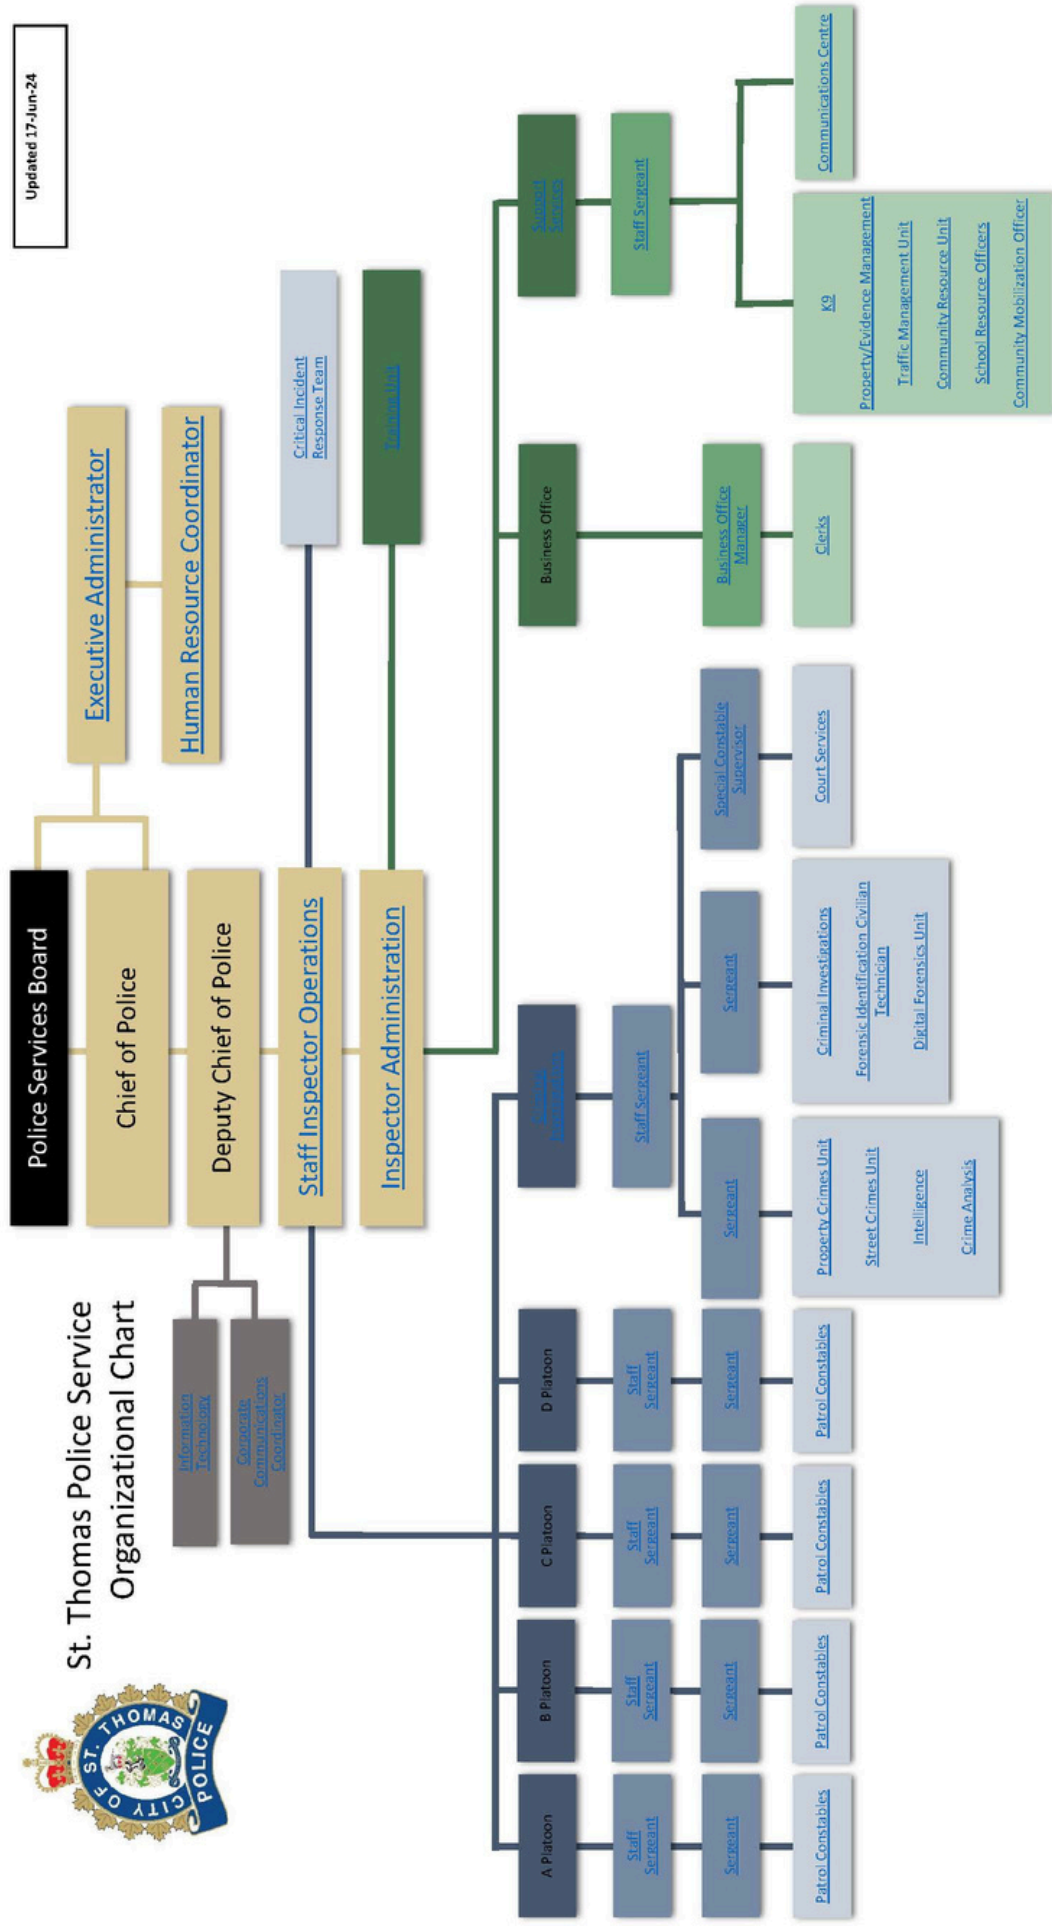 CITY OF ST. THOMAS
POLICE
St. Thomas Police Service
Organizational Chart
Updated 17-Jun-24
Police Services Board
Chief of Police
Deputy Chief of Police
Staff Inspector Operations
Inspector Administration
Executive Administrator
Human Resource Coordinator
Information
Technology
Corporate
Communications
Coordinator
Critical Incident
Response Team
Training Unit
A Platoon
B Platoon
C Platoon
D Platoon
Business Office
Support
Services
Staff
Sergeant
Staff
Sergeant
Staff
Sergeant
Staff
Sergeant
Staff Sergeant
Staff Sergeant
Sergeant
Sergeant
Sergeant
Sergeant
Sergeant
Sergeant
Special Constable
Supervisor
Business Office
Manager
Patrol Constables
Patrol Constables
Patrol Constables
Patrol Constables
Property Crimes Unit
Street Crimes Unit
Intelligence
Crime Analysis
Criminal Investigations
Forensic Identification Civilian
Technician
Digital Forensics Unit
Court Services
Clerks
K9
Property/Evidence Management
Traffic Management Unit
Community Resource Unit
School Resource Officers
Community Mobilization Officer
Communications Centre